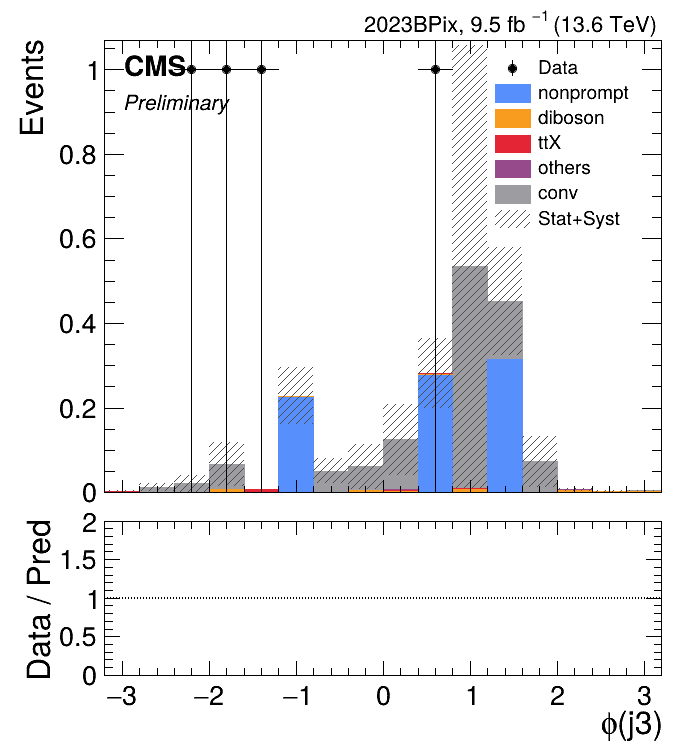 2023BPix, 9.5 fb⁻¹ (13.6 TeV)
CMS
Preliminary
Events
1
0.8
0.6
0.4
0.2
0
Data
nonprompt
diboson
ttX
others
conv
Stat+Syst
Data / Pred
2
1.5
1
0.5
0
−3 −2 −1 0 1 2 3
ϕ(j3)